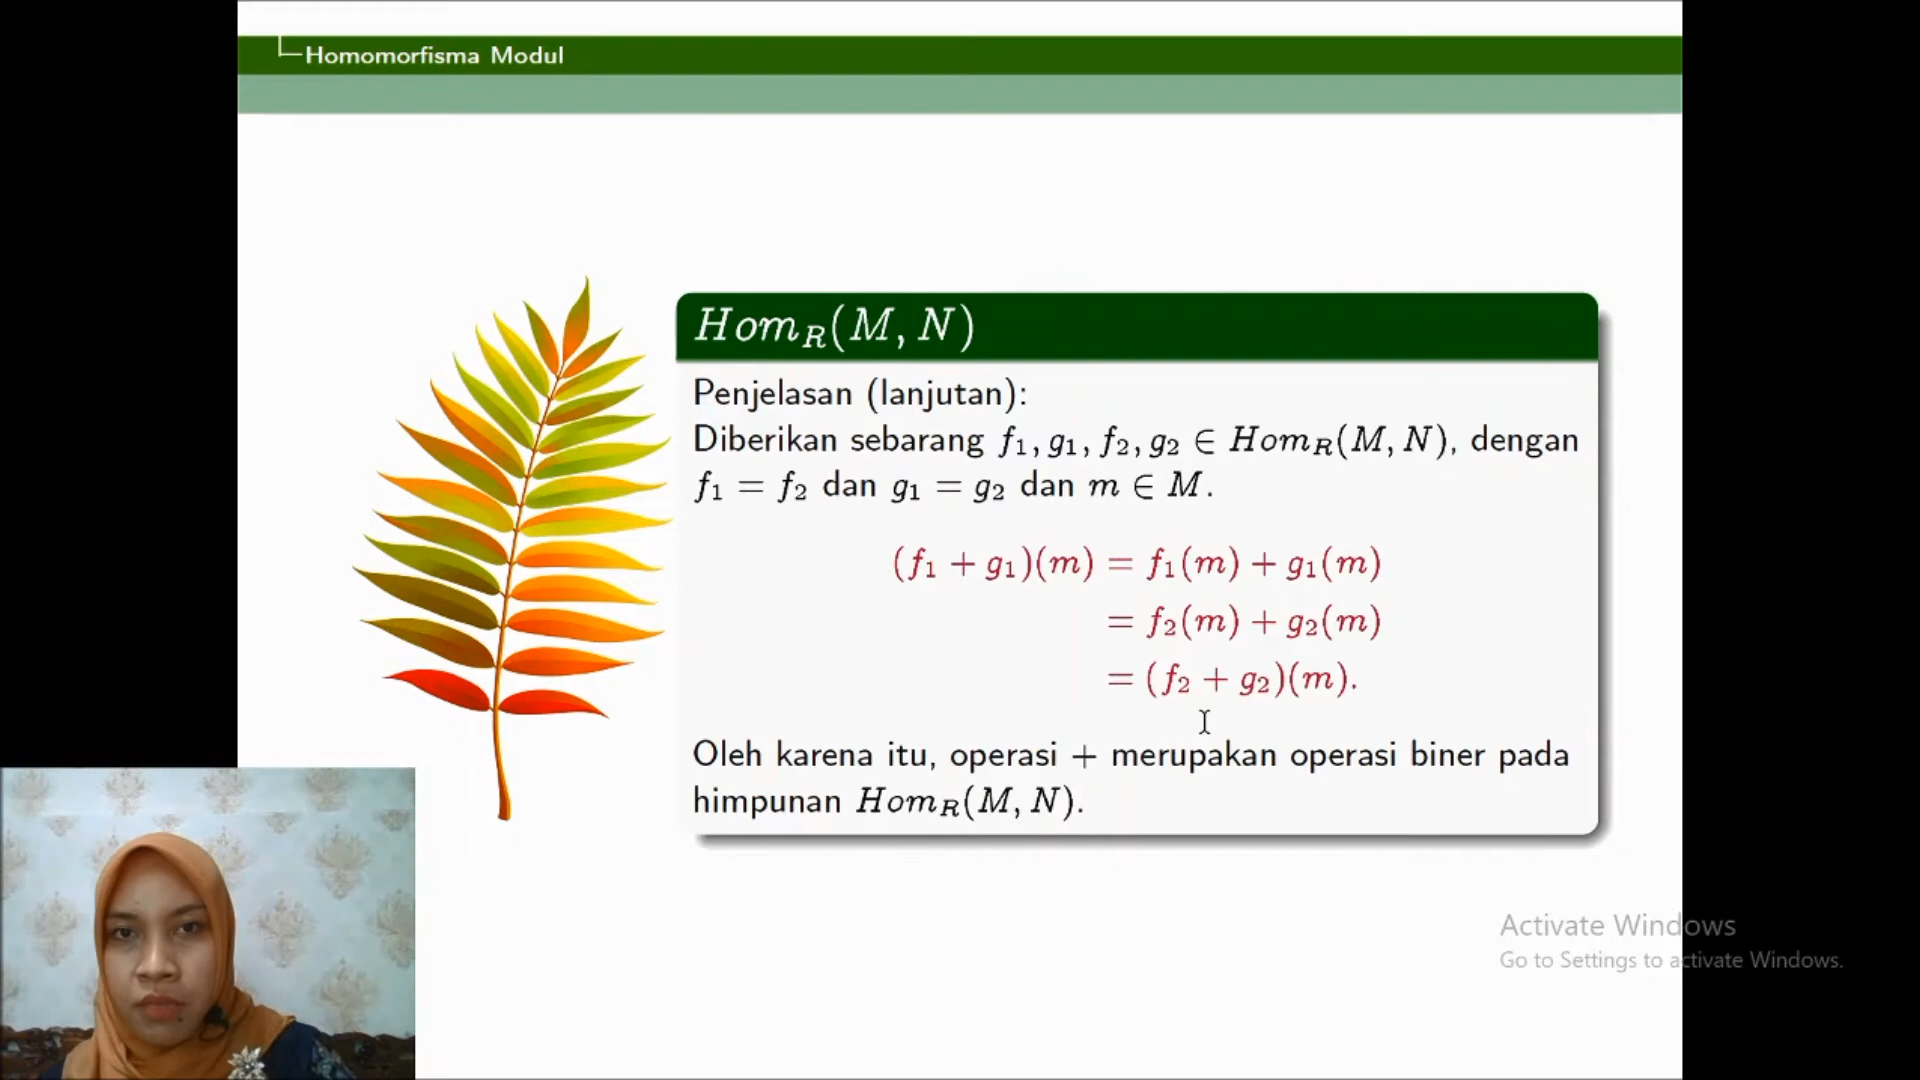 Homomorfisma Modul
Hom_R(M, N)
Penjelasan (lanjutan):
Diberikan sebarang f₁, g₁, f₂, g₂ ∈ Hom_R(M, N), dengan
f₁ = f₂ dan g₁ = g₂ dan m ∈ M.
(f₁ + g₁)(m) = f₁(m) + g₁(m)
= f₂(m) + g₂(m)
= (f₂ + g₂)(m).
Oleh karena itu, operasi + merupakan operasi biner pada
himpunan Hom_R(M, N).
Activate Windows
Go to Settings to activate Windows.